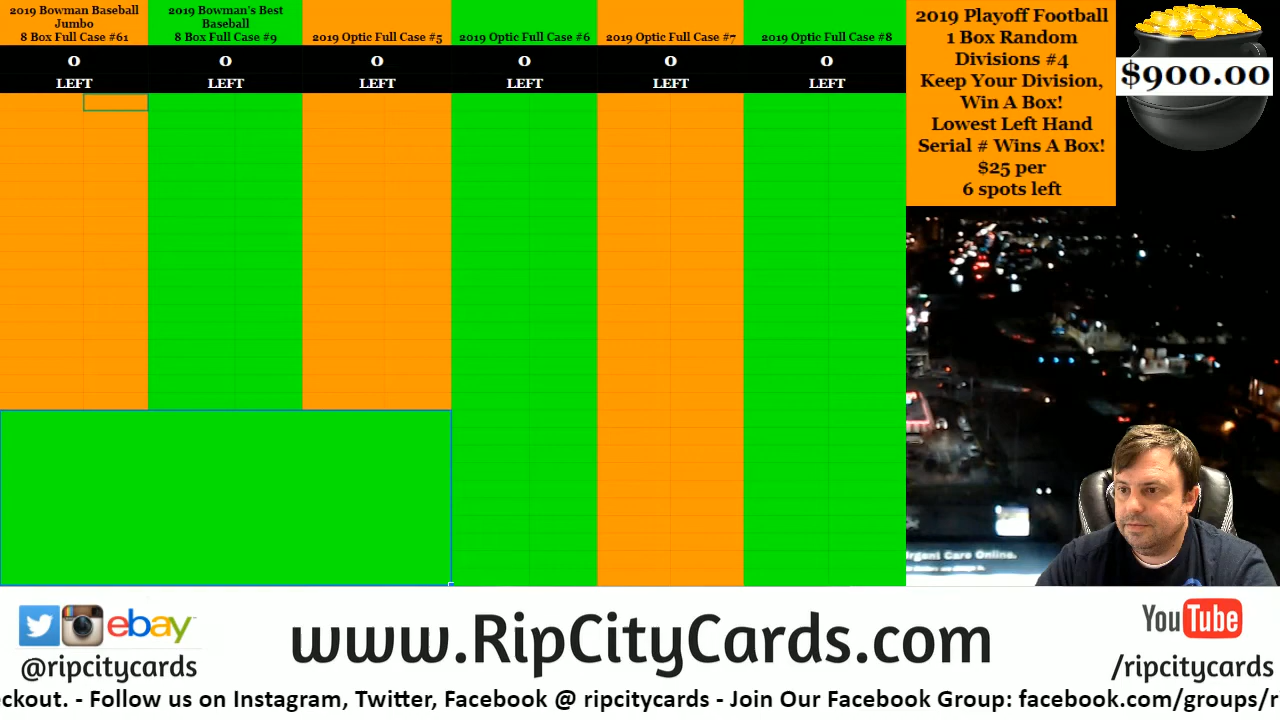 2019 Bowman Baseball
Jumbo
8 Box Full Case #61
2019 Bowman's Best
Baseball
8 Box Full Case #9
2019 Optic Full Case #5
2019 Optic Full Case #6
2019 Optic Full Case #7
2019 Optic Full Case #8
0
LEFT
0
LEFT
0
LEFT
0
LEFT
0
LEFT
0
LEFT
2019 Playoff Football
1 Box Random
Divisions #4
Keep Your Division,
Win A Box!
Lowest Left Hand
Serial # Wins A Box!
$25 per
6 spots left
$900.00
Care Online.
ebay
@ripcitycards
www.RipCityCards.com
YouTube
/ripcitycards
eckout. - Follow us on Instagram, Twitter, Facebook @ ripcitycards - Join Our Facebook Group: facebook.com/groups/r